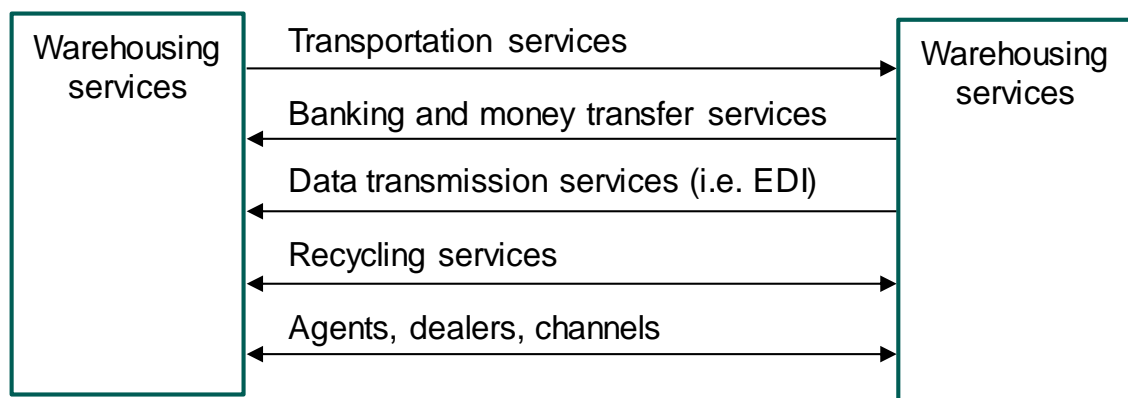 Warehousing
services
Transportation services
Banking and money transfer services
Data transmission services (i.e. EDI)
Recycling services
Agents, dealers, channels
Warehousing
services